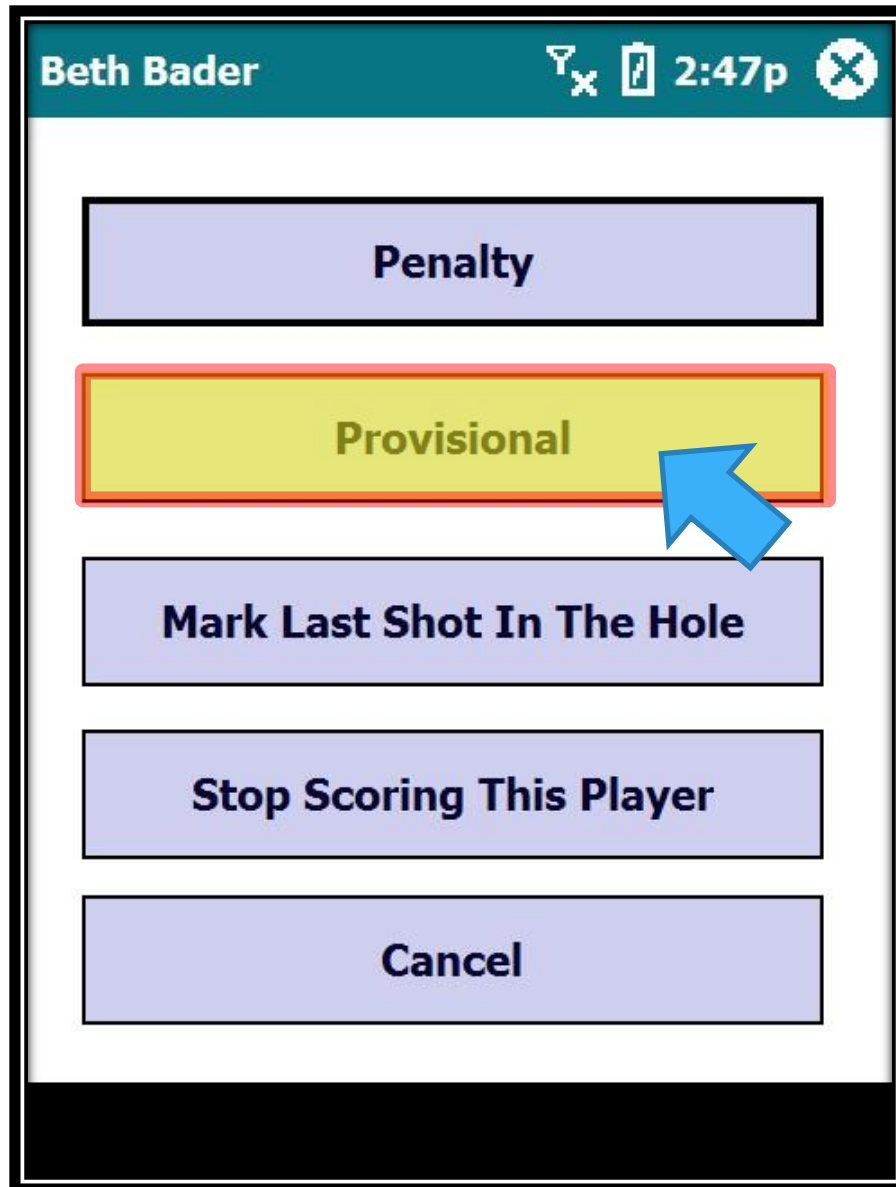 Beth Bader 2:47p
Penalty
Provisional
Mark Last Shot In The Hole
Stop Scoring This Player
Cancel